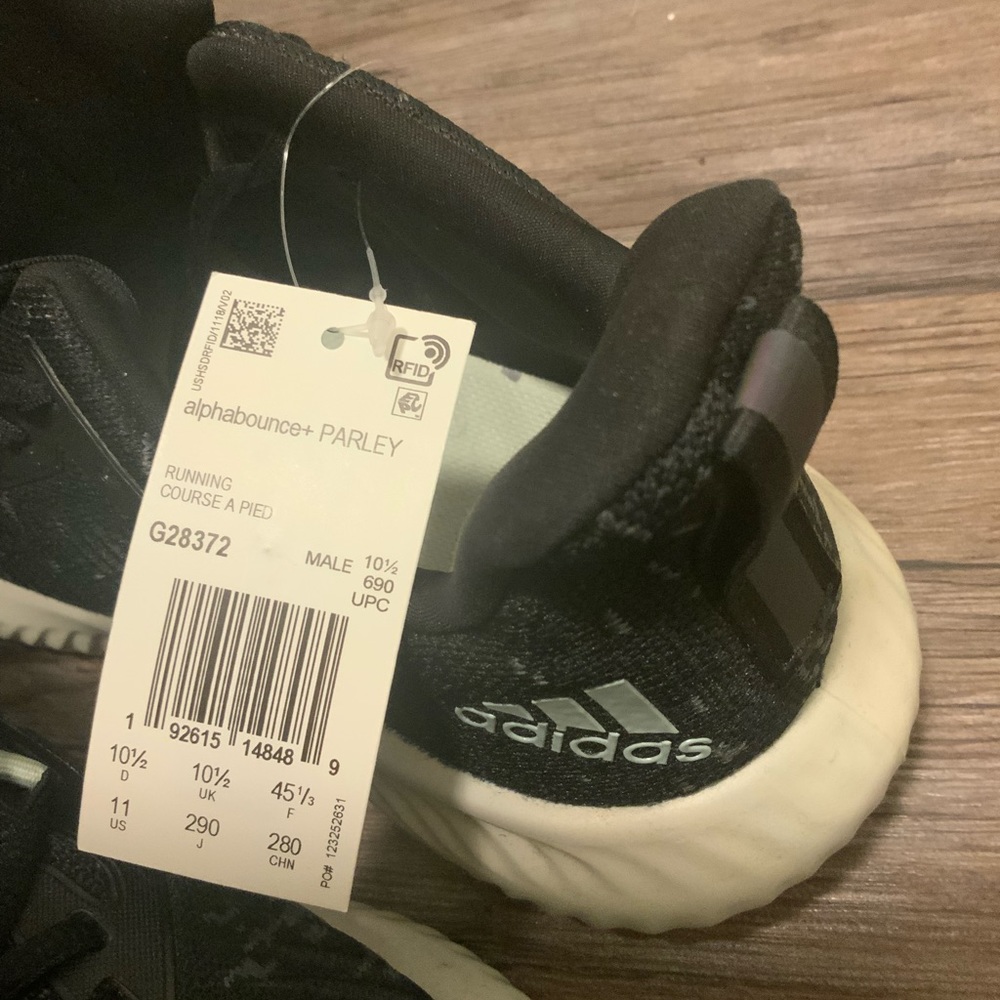 USHSDRFID/1118/V02
RFID
alphabounce+ PARLEY
RUNNING
COURSE A PIED
G28372
MALE 10½
690
UPC
1 92615 14848 9
10½ 10½ 45⅓
D UK F
11 290 280
US J CHN
PO# 123252631
adidas